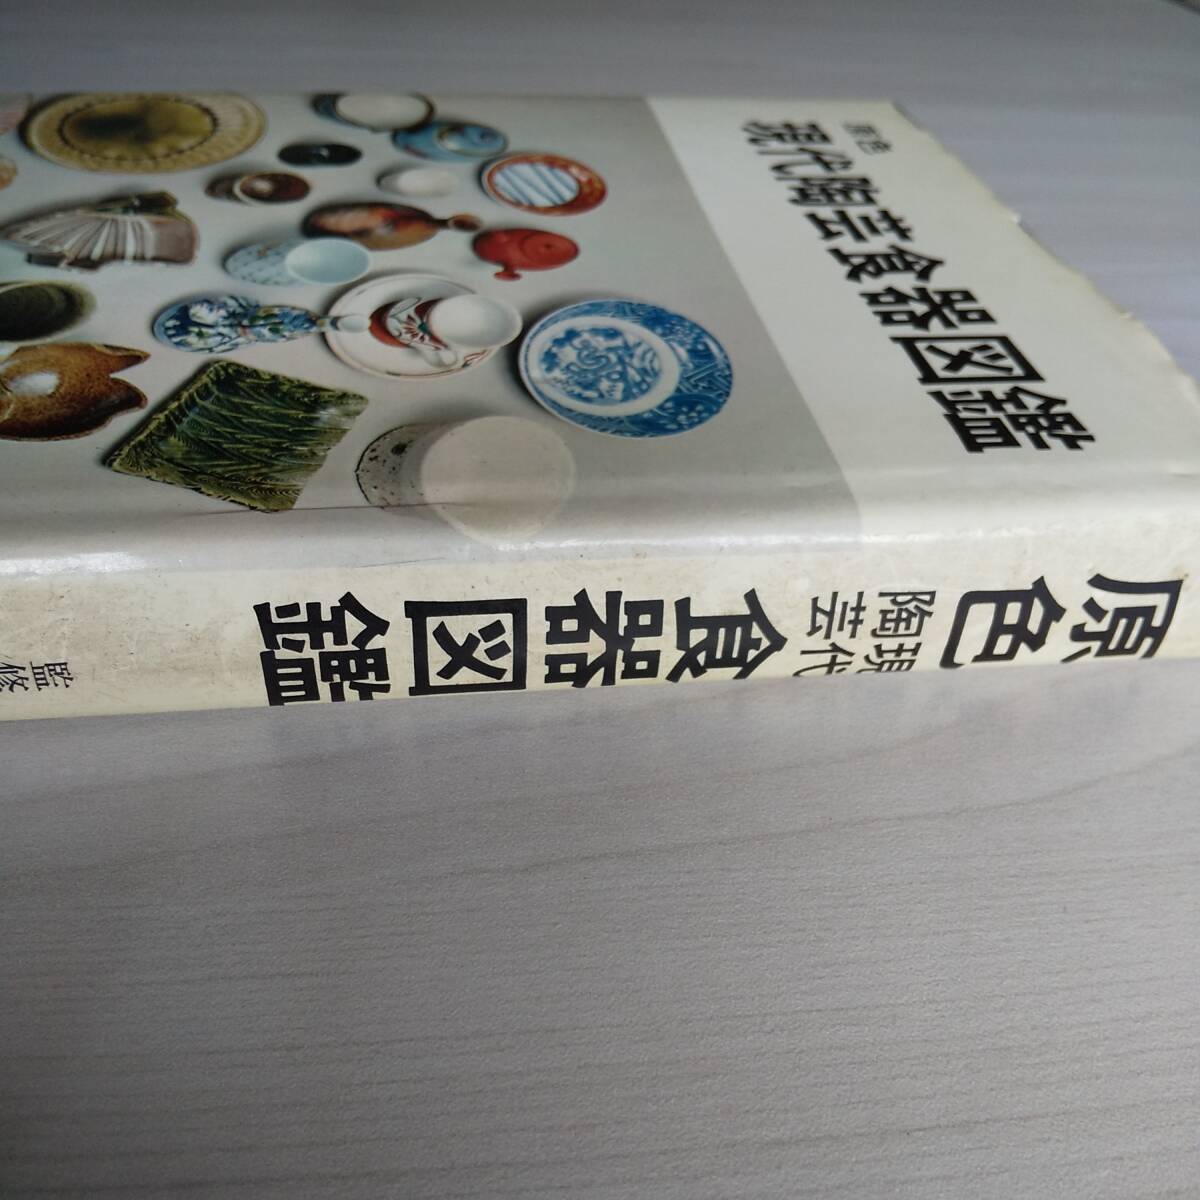 原色
現代陶芸食器図鑑
原色
現代
陶芸
食器図鑑
監修